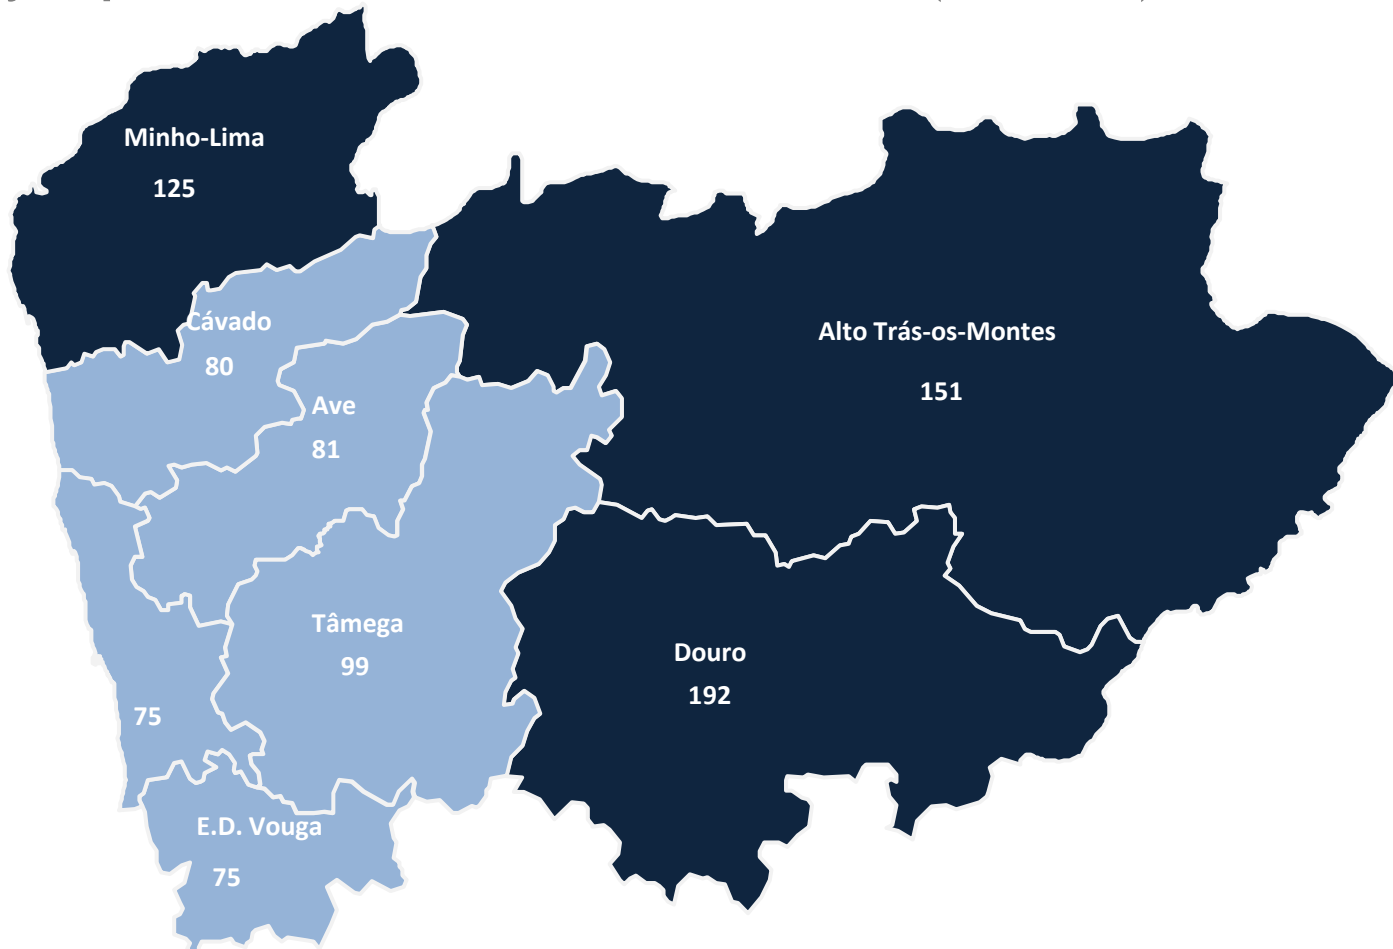 Minho-Lima
125
Cávado
80
Alto Trás-os-Montes
151
Ave
81
Tâmega
99
Douro
192
75
E.D. Vouga
75